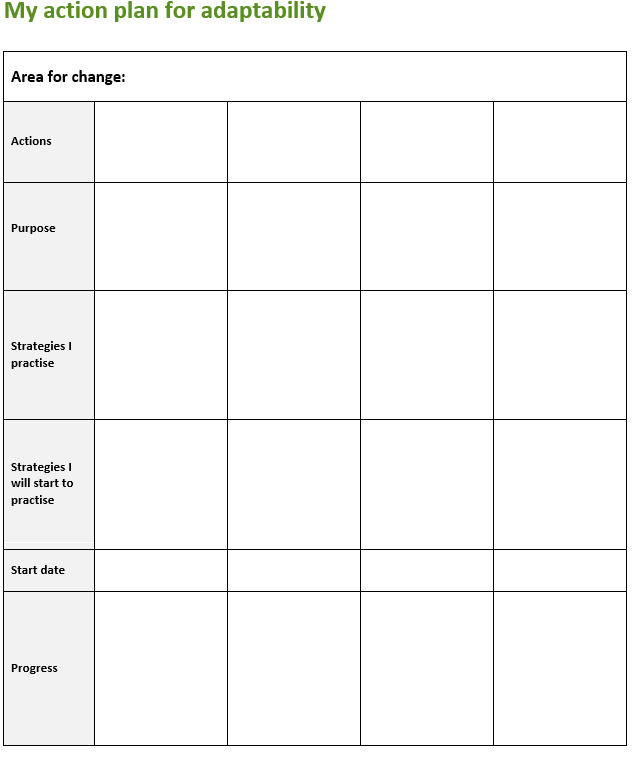 My action plan for adaptability
Area for change:
Actions
Purpose
Strategies I
practise
Strategies I
will start to
practise
Start date
Progress